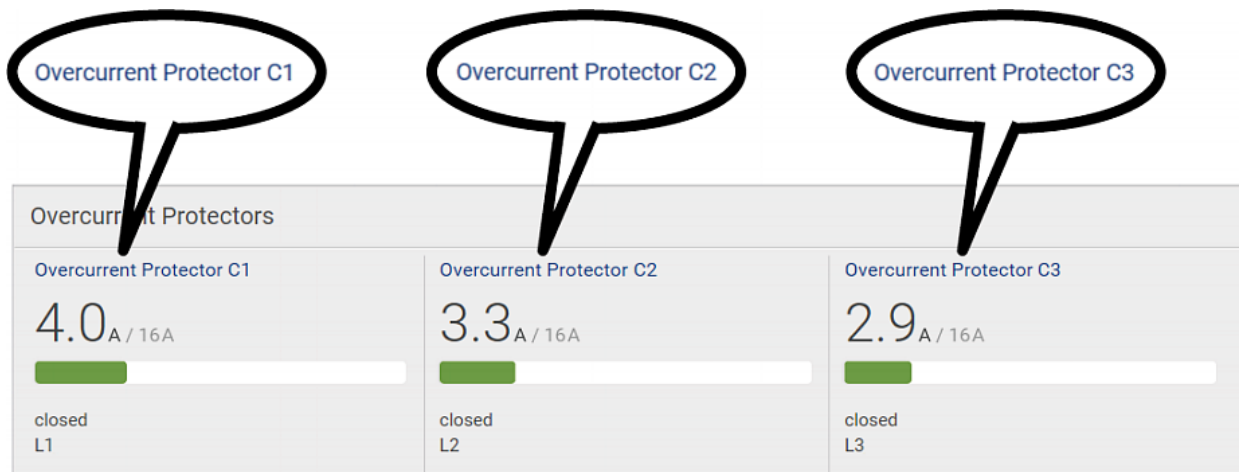 Overcurrent Protector C1
Overcurrent Protector C2
Overcurrent Protector C3
Overcurrent Protectors
Overcurrent Protector C1
4.0A / 16A
closed
L1
Overcurrent Protector C2
3.3A / 16A
closed
L2
Overcurrent Protector C3
2.9A / 16A
closed
L3